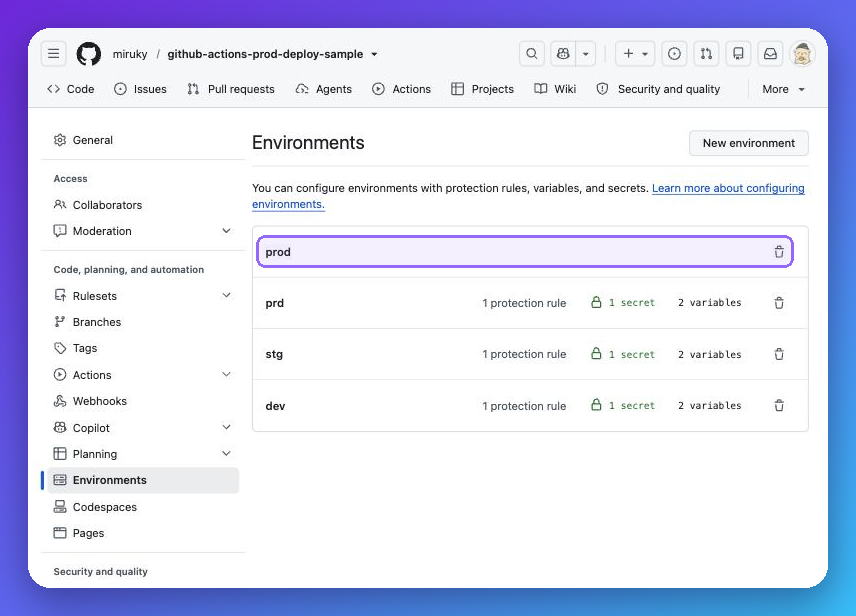 miruky / github-actions-prod-deploy-sample
Code Issues Pull requests Agents Actions Projects Wiki Security and quality More
General
Access
Collaborators
Moderation
Code, planning, and automation
Rulesets
Branches
Tags
Actions
Webhooks
Copilot
Planning
Environments
Codespaces
Pages
Security and quality
Environments
New environment
You can configure environments with protection rules, variables, and secrets. Learn more about configuring
environments.
prod
prd 1 protection rule 1 secret 2 variables
stg 1 protection rule 1 secret 2 variables
dev 1 protection rule 1 secret 2 variables